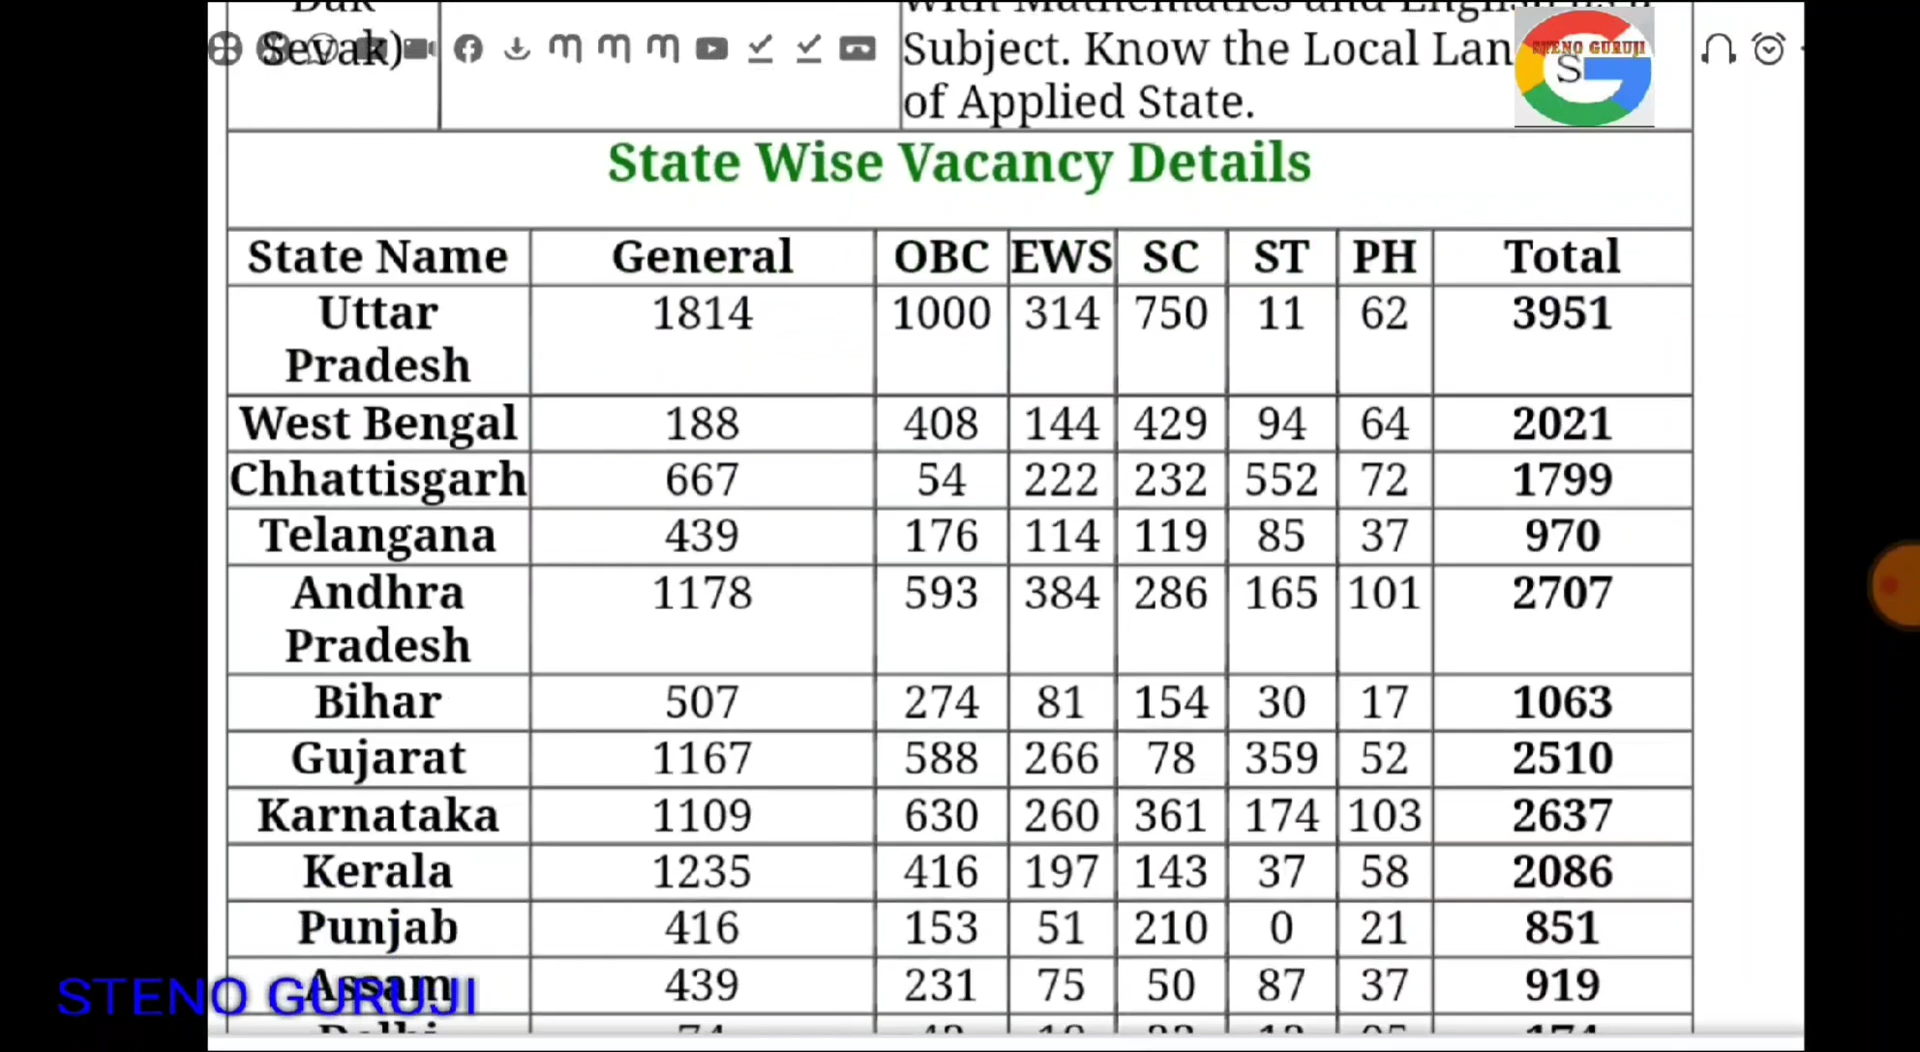 Sevak)
Subject. Know the Local Lan
of Applied State.
STENO GURUJI
S
State Wise Vacancy Details
State Name General OBC EWS SC ST PH Total
Uttar Pradesh 1814 1000 314 750 11 62 3951
West Bengal 188 408 144 429 94 64 2021
Chhattisgarh 667 54 222 232 552 72 1799
Telangana 439 176 114 119 85 37 970
Andhra Pradesh 1178 593 384 286 165 101 2707
Bihar 507 274 81 154 30 17 1063
Gujarat 1167 588 266 78 359 52 2510
Karnataka 1109 630 260 361 174 103 2637
Kerala 1235 416 197 143 37 58 2086
Punjab 416 153 51 210 0 21 851
Assam 439 231 75 50 87 37 919
STENO GURUJI